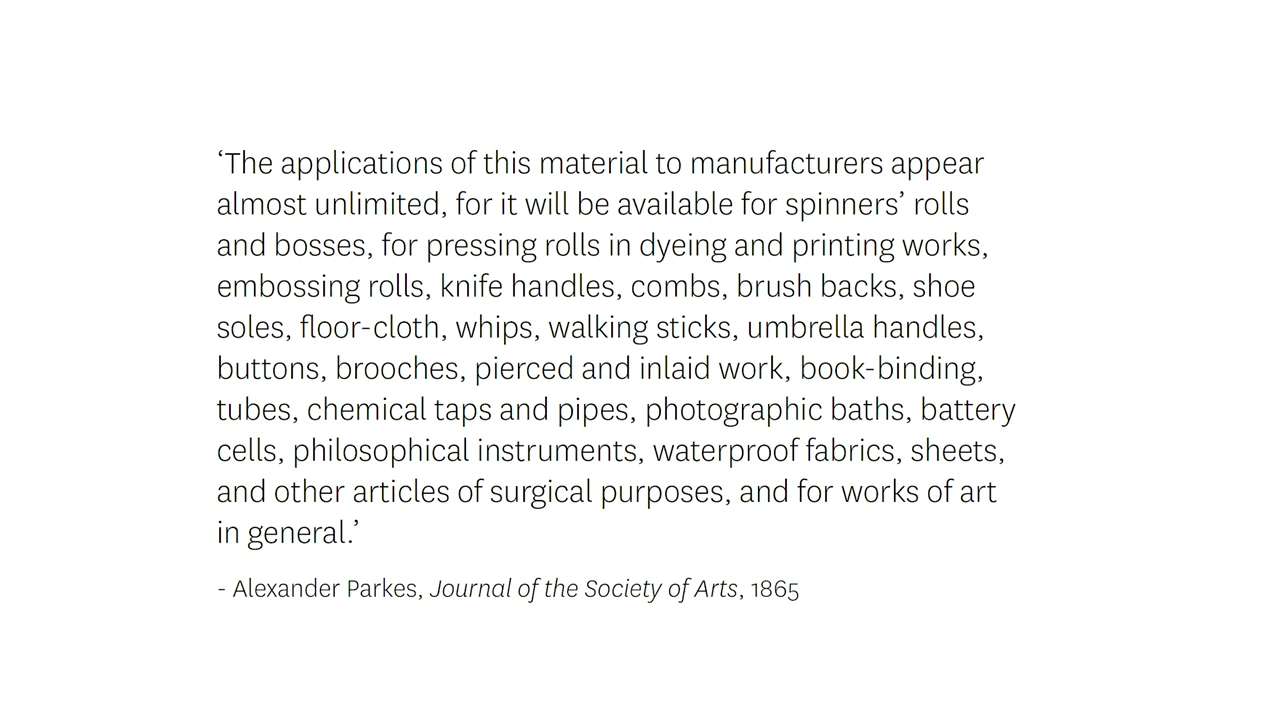 ‘The applications of this material to manufacturers appear
almost unlimited, for it will be available for spinners’ rolls
and bosses, for pressing rolls in dyeing and printing works,
embossing rolls, knife handles, combs, brush backs, shoe
soles, floor-cloth, whips, walking sticks, umbrella handles,
buttons, brooches, pierced and inlaid work, book-binding,
tubes, chemical taps and pipes, photographic baths, battery
cells, philosophical instruments, waterproof fabrics, sheets,
and other articles of surgical purposes, and for works of art
in general.’
- Alexander Parkes, Journal of the Society of Arts, 1865